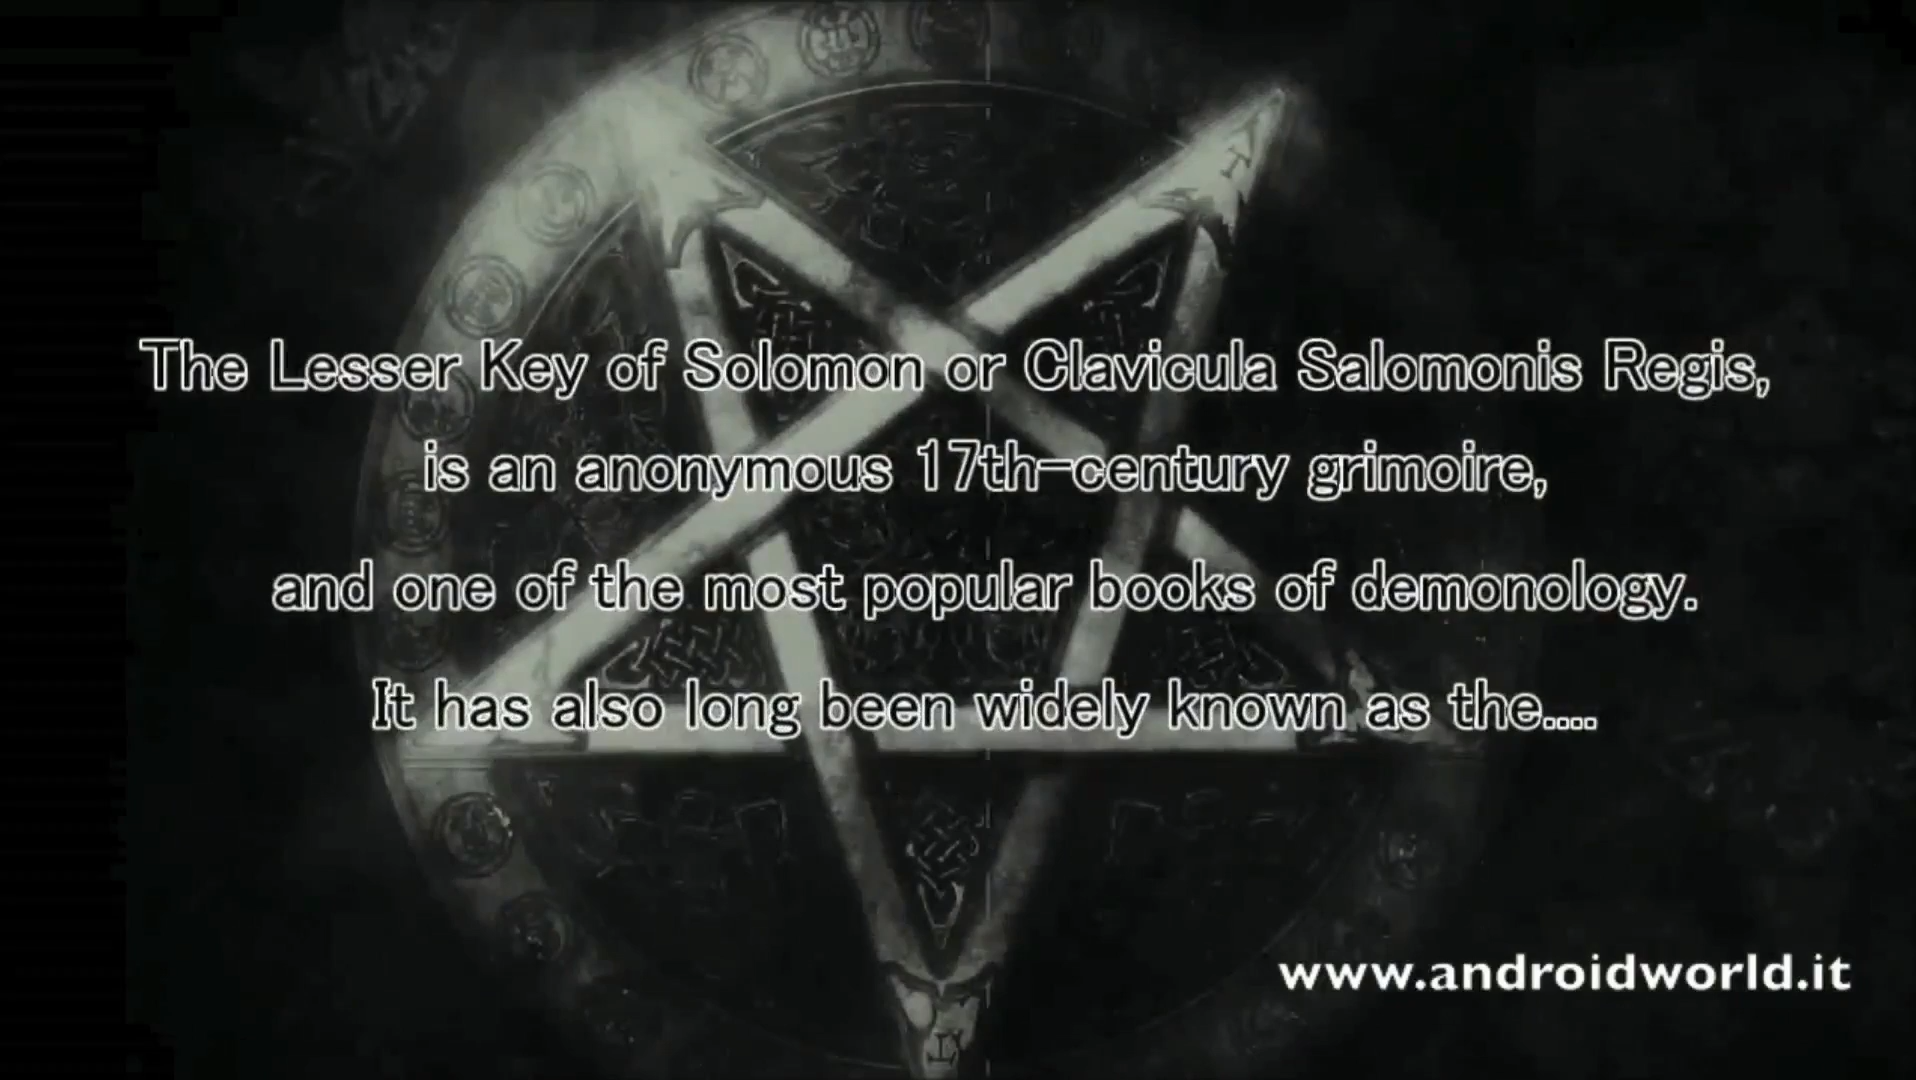 The Lesser Key of Solomon or Clavicula Salomonis Regis,
is an anonymous 17th-century grimoire,
and one of the most popular books of demonology.
It has also long been widely known as the....
www.androidworld.it